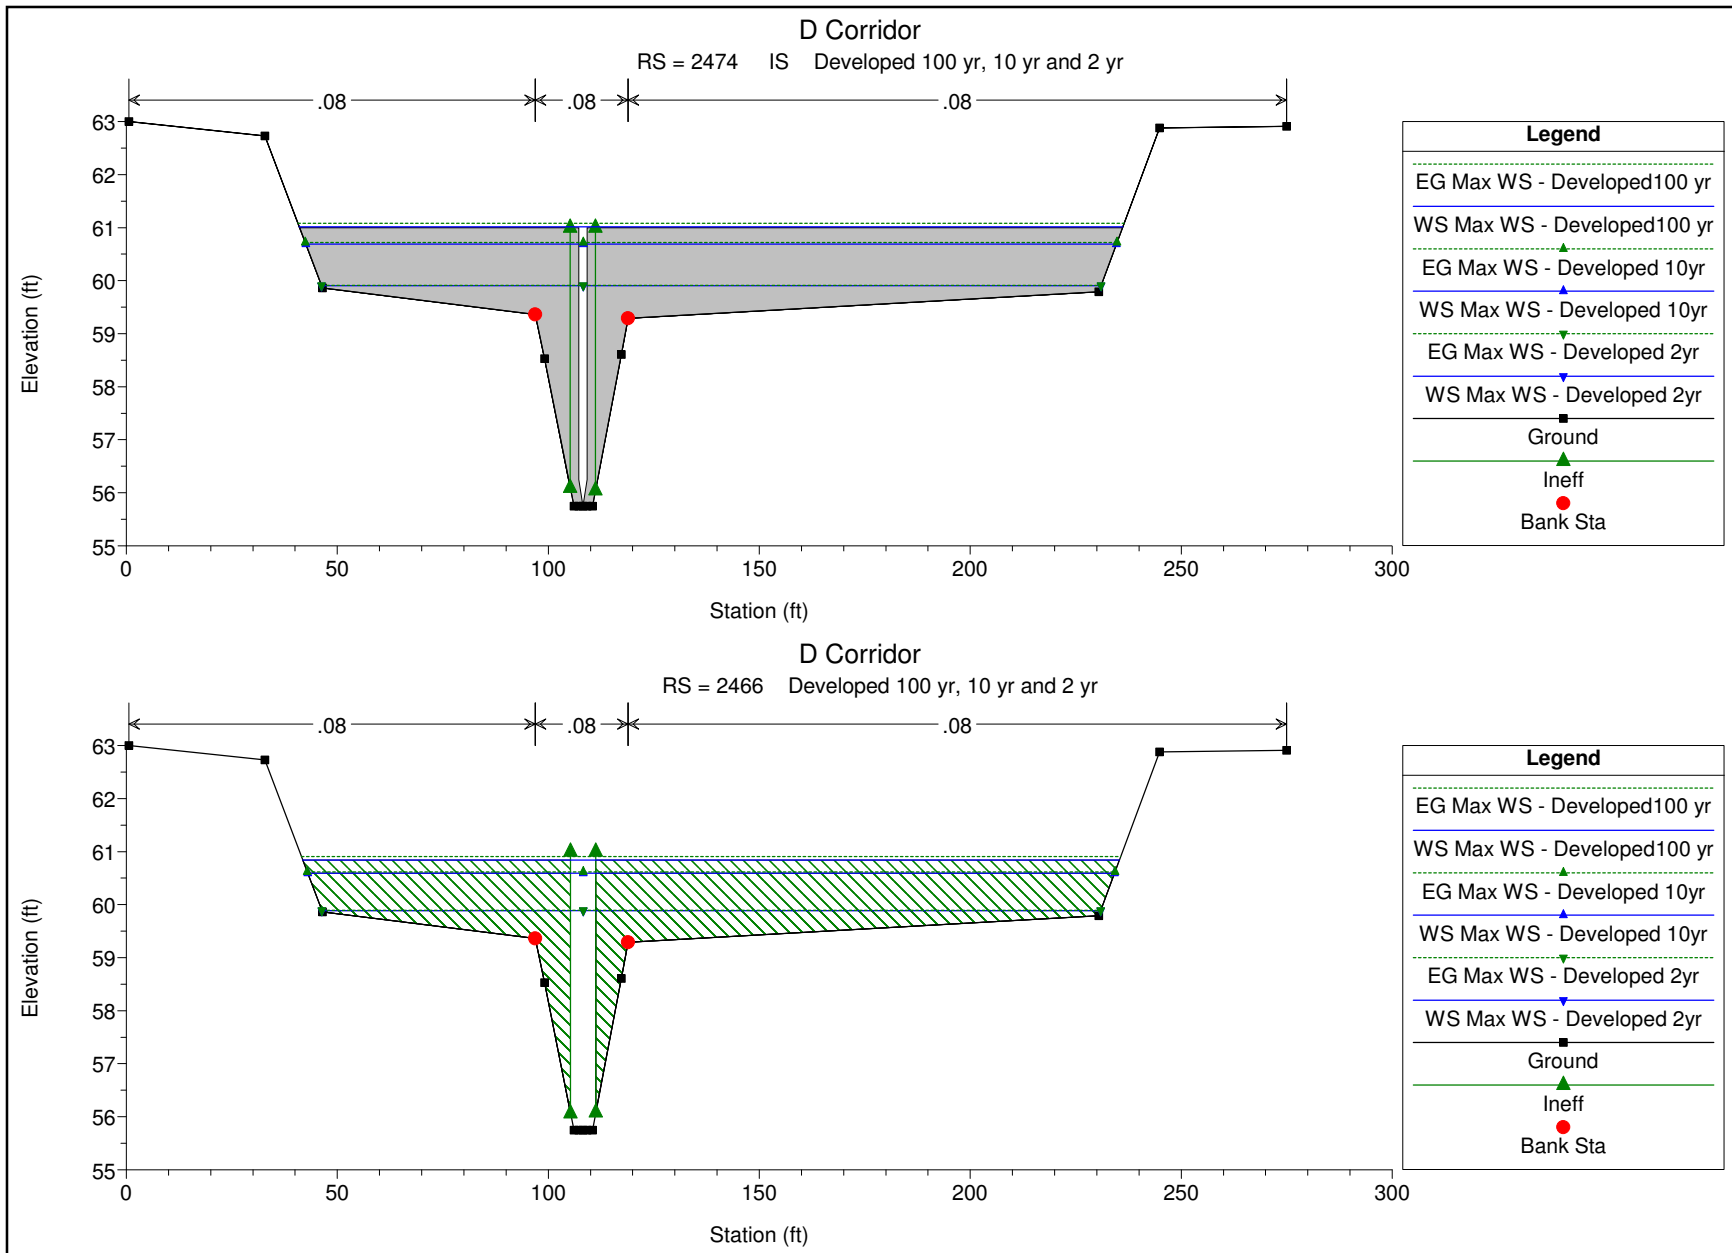 D Corridor
RS = 2474 IS Developed 100 yr, 10 yr and 2 yr
.08 .08 .08
63
62
61
60
59
58
57
56
55
Elevation (ft)
0 50 100 150 200 250 300
Station (ft)
Legend
EG Max WS - Developed100 yr
WS Max WS - Developed100 yr
EG Max WS - Developed 10yr
WS Max WS - Developed 10yr
EG Max WS - Developed 2yr
WS Max WS - Developed 2yr
Ground
Ineff
Bank Sta
D Corridor
RS = 2466 Developed 100 yr, 10 yr and 2 yr
.08 .08 .08
63
62
61
60
59
58
57
56
55
Elevation (ft)
0 50 100 150 200 250 300
Station (ft)
Legend
EG Max WS - Developed100 yr
WS Max WS - Developed100 yr
EG Max WS - Developed 10yr
WS Max WS - Developed 10yr
EG Max WS - Developed 2yr
WS Max WS - Developed 2yr
Ground
Ineff
Bank Sta